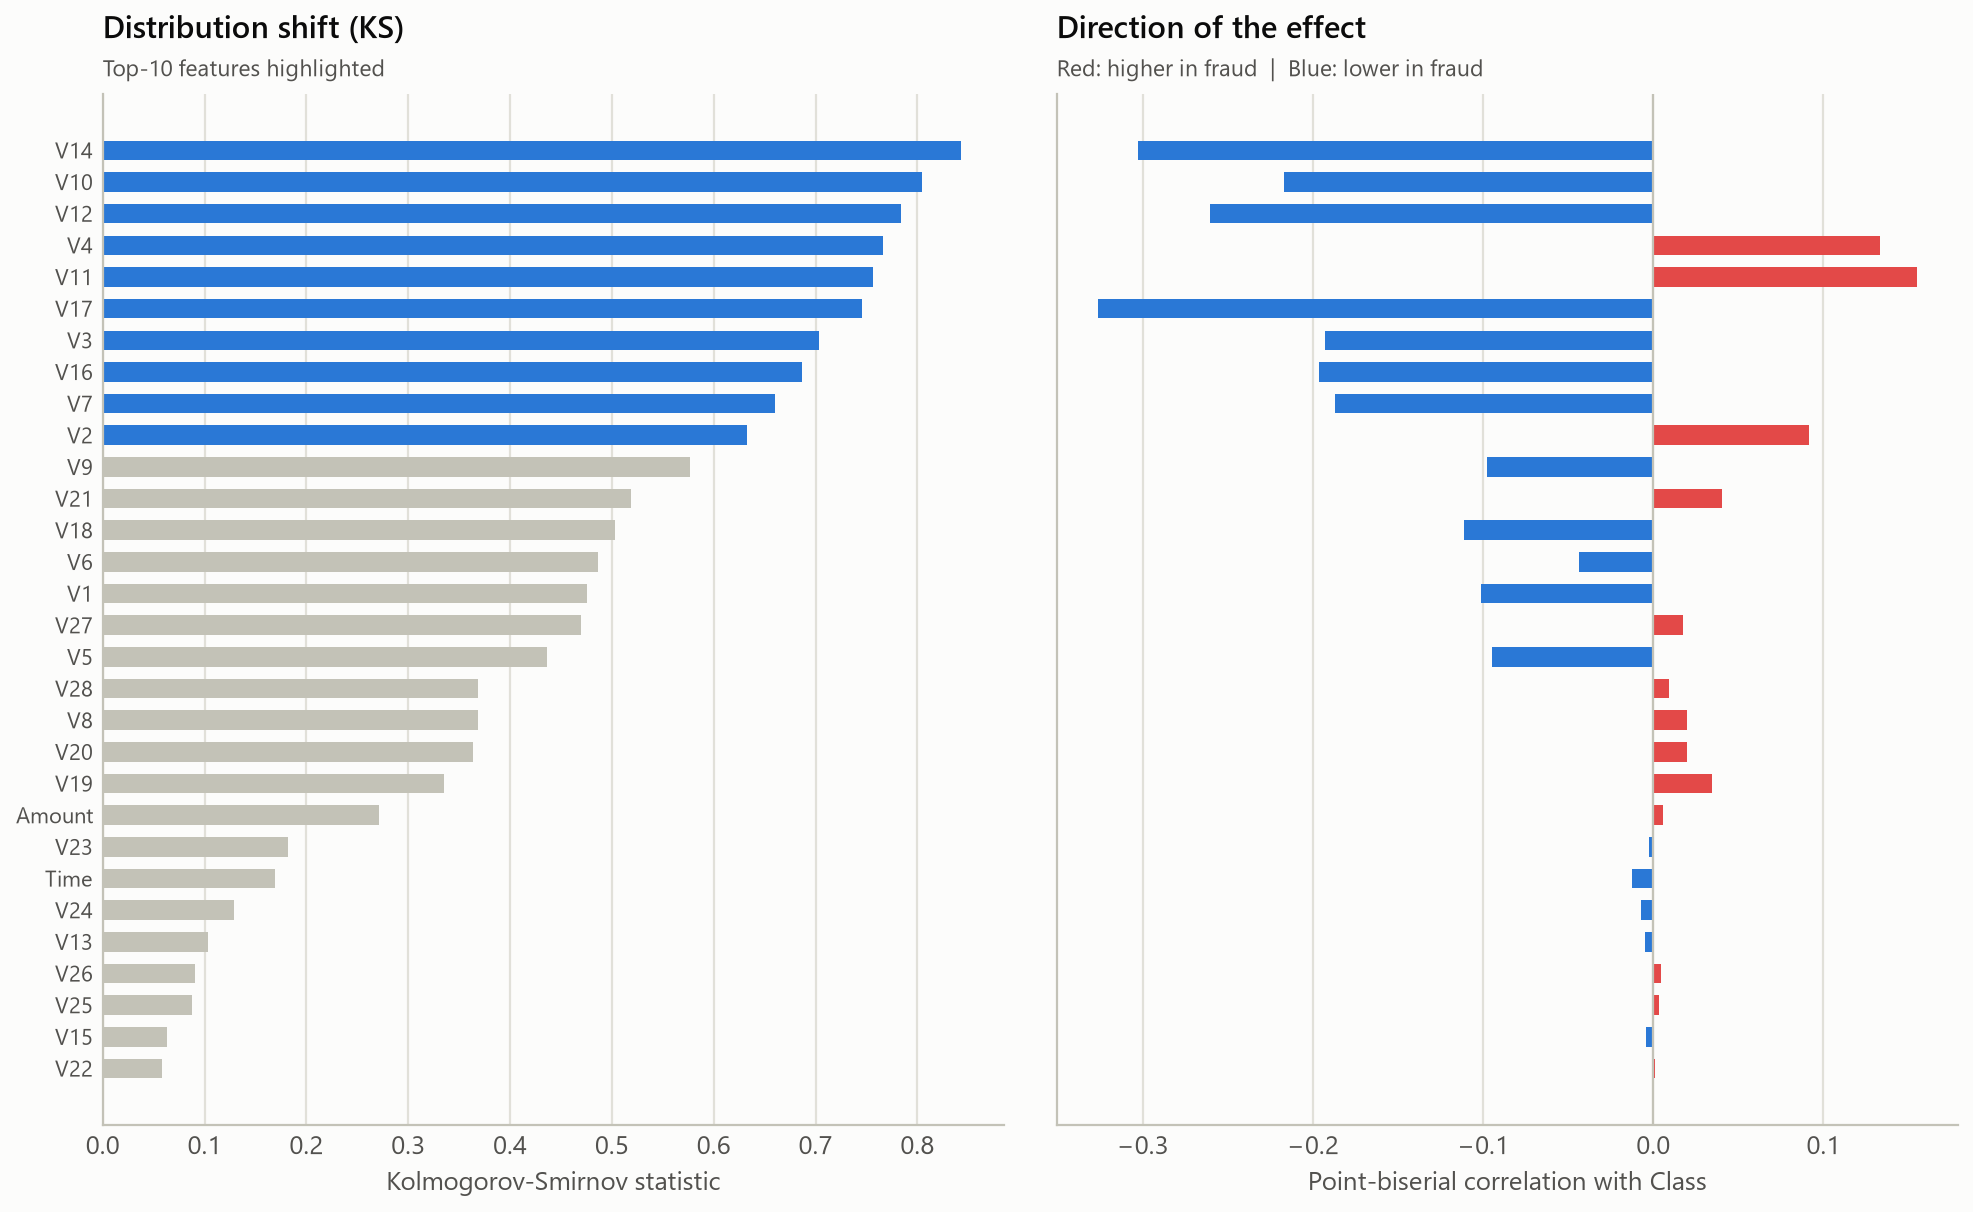 Distribution shift (KS)
Top-10 features highlighted
V14
V10
V12
V4
V11
V17
V3
V16
V7
V2
V9
V21
V18
V6
V1
V27
V5
V28
V8
V20
V19
Amount
V23
Time
V24
V13
V26
V25
V15
V22
0.0 0.1 0.2 0.3 0.4 0.5 0.6 0.7 0.8
Kolmogorov-Smirnov statistic
Direction of the effect
Red: higher in fraud | Blue: lower in fraud
−0.3 −0.2 −0.1 0.0 0.1
Point-biserial correlation with Class